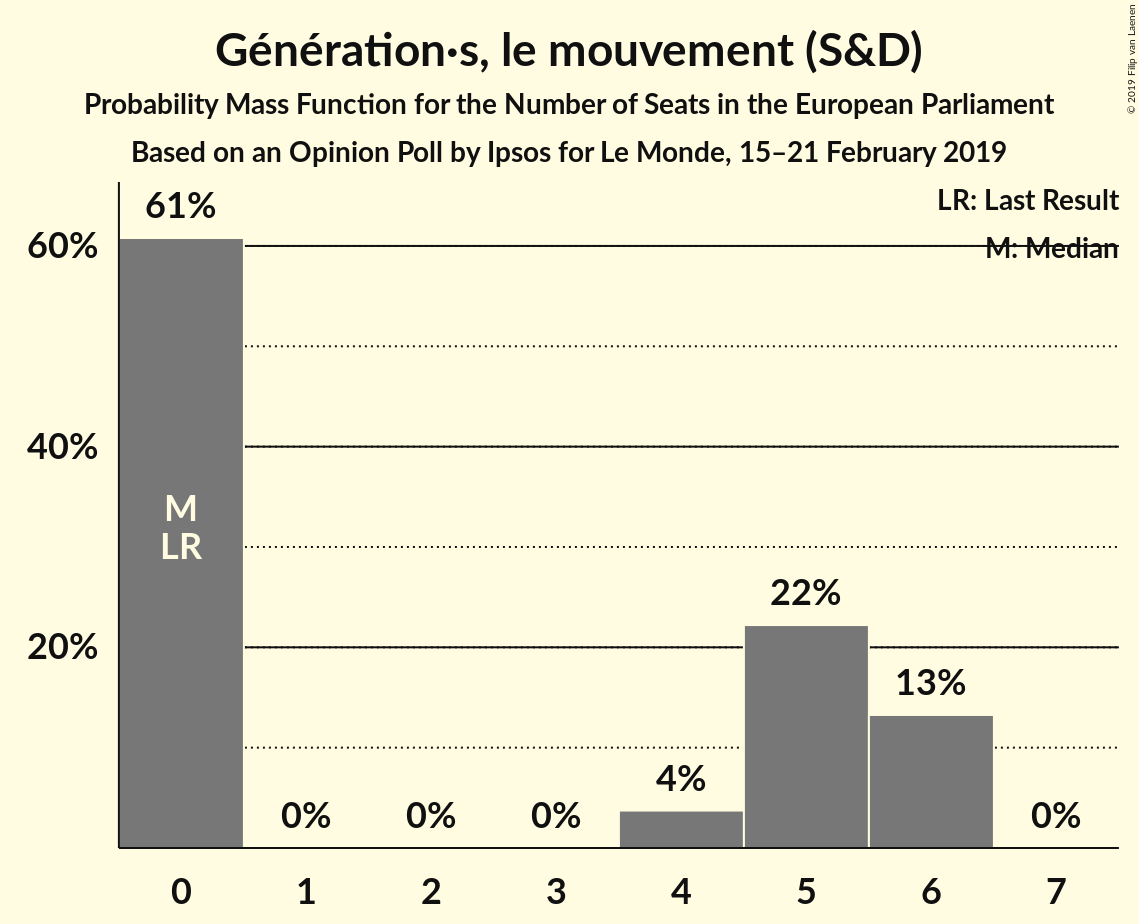 Génération·s, le mouvement (S&D)
Probability Mass Function for the Number of Seats in the European Parliament
Based on an Opinion Poll by Ipsos for Le Monde, 15–21 February 2019
© 2019 Filip van Laenen
LR: Last Result
M: Median
60%
40%
20%
61%
0%
0%
0%
4%
22%
13%
0%
M
LR
0 1 2 3 4 5 6 7